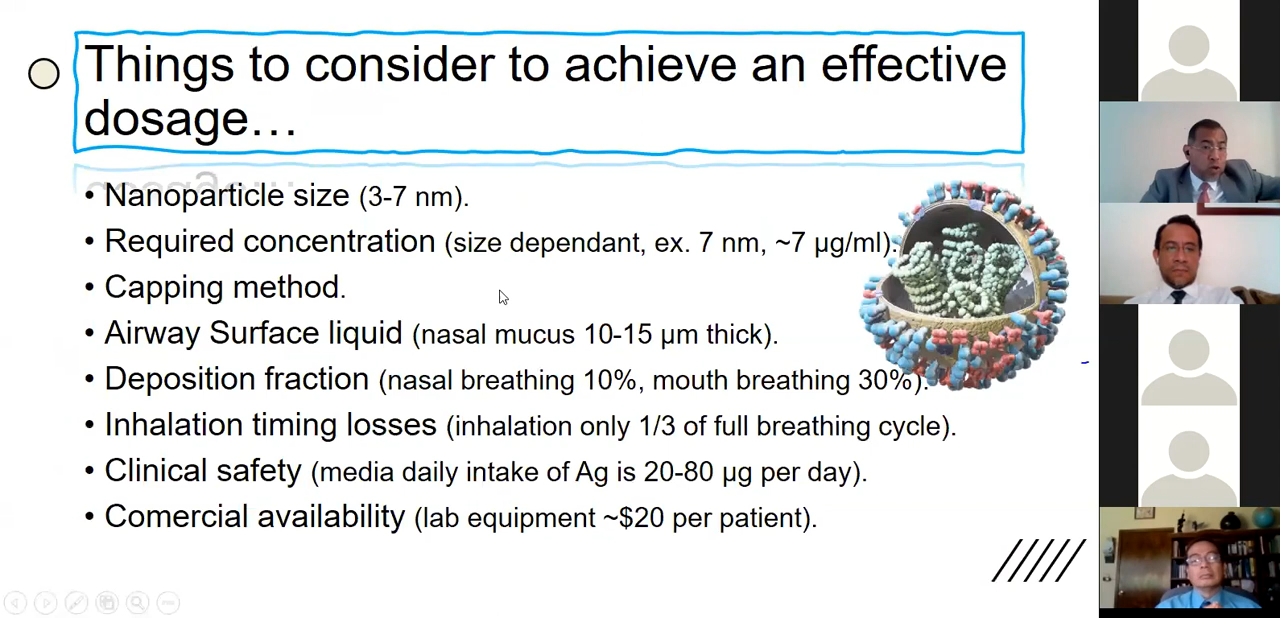 Things to consider to achieve an effective
dosage…
• Nanoparticle size (3-7 nm).
• Required concentration (size dependant, ex. 7 nm, ~7 µg/ml).
• Capping method.
• Airway Surface liquid (nasal mucus 10-15 µm thick).
• Deposition fraction (nasal breathing 10%, mouth breathing 30%).
• Inhalation timing losses (inhalation only 1/3 of full breathing cycle).
• Clinical safety (media daily intake of Ag is 20-80 µg per day).
• Comercial availability (lab equipment ~$20 per patient).